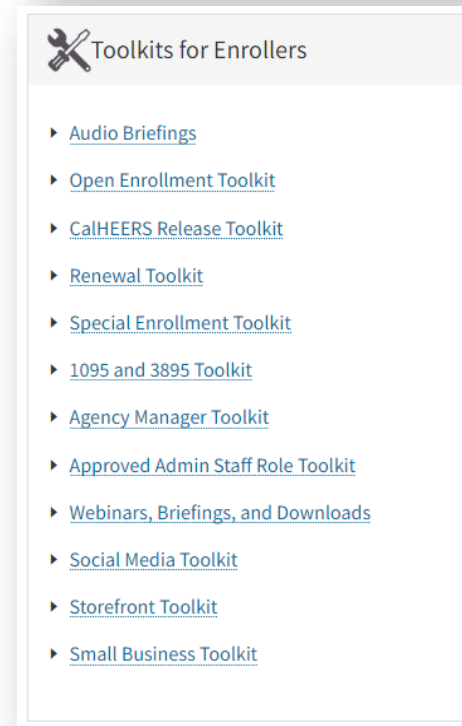 Toolkits for Enrollers
Audio Briefings
Open Enrollment Toolkit
CalHEERS Release Toolkit
Renewal Toolkit
Special Enrollment Toolkit
1095 and 3895 Toolkit
Agency Manager Toolkit
Approved Admin Staff Role Toolkit
Webinars, Briefings, and Downloads
Social Media Toolkit
Storefront Toolkit
Small Business Toolkit